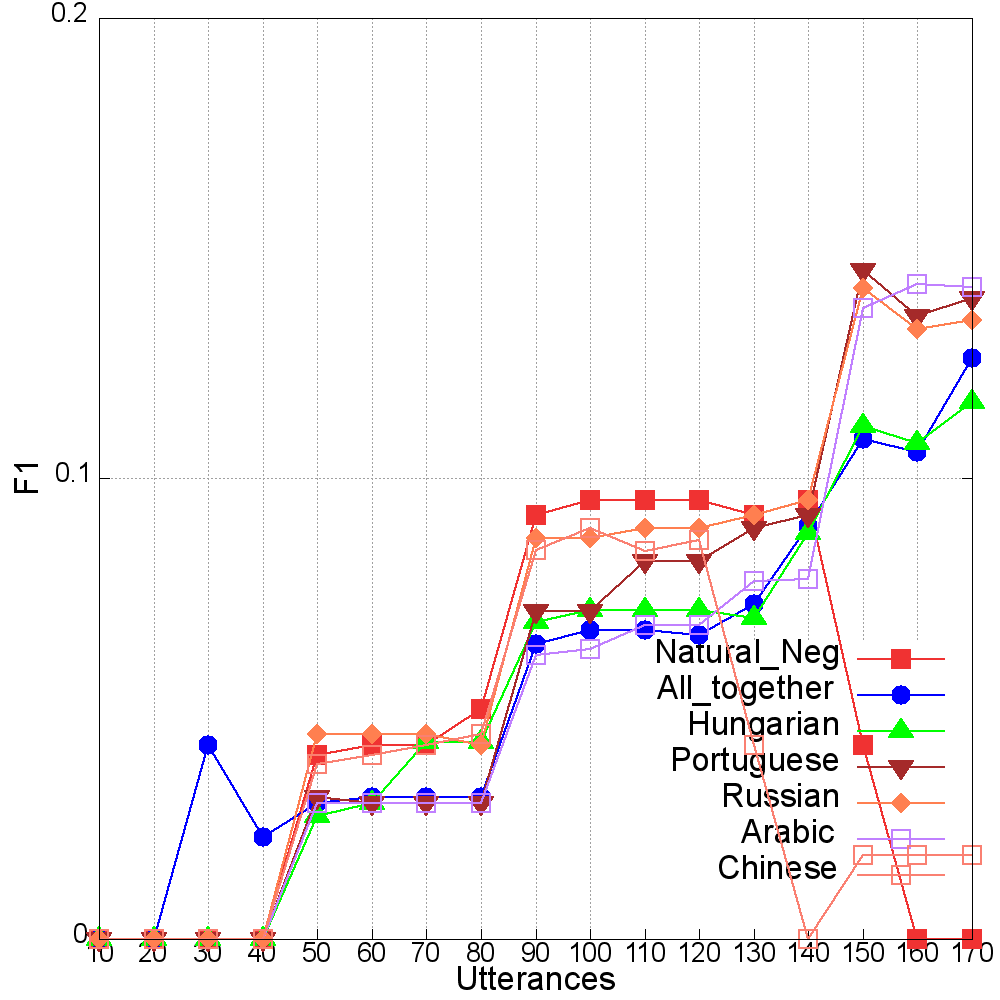 0.2
F1
0.1
Natural_Neg
All_together
Hungarian
Portuguese
Russian
Arabic
Chinese
0
10 20 30 40 50 60 70 80 90 100 110 120 130 140 150 160 170
Utterances